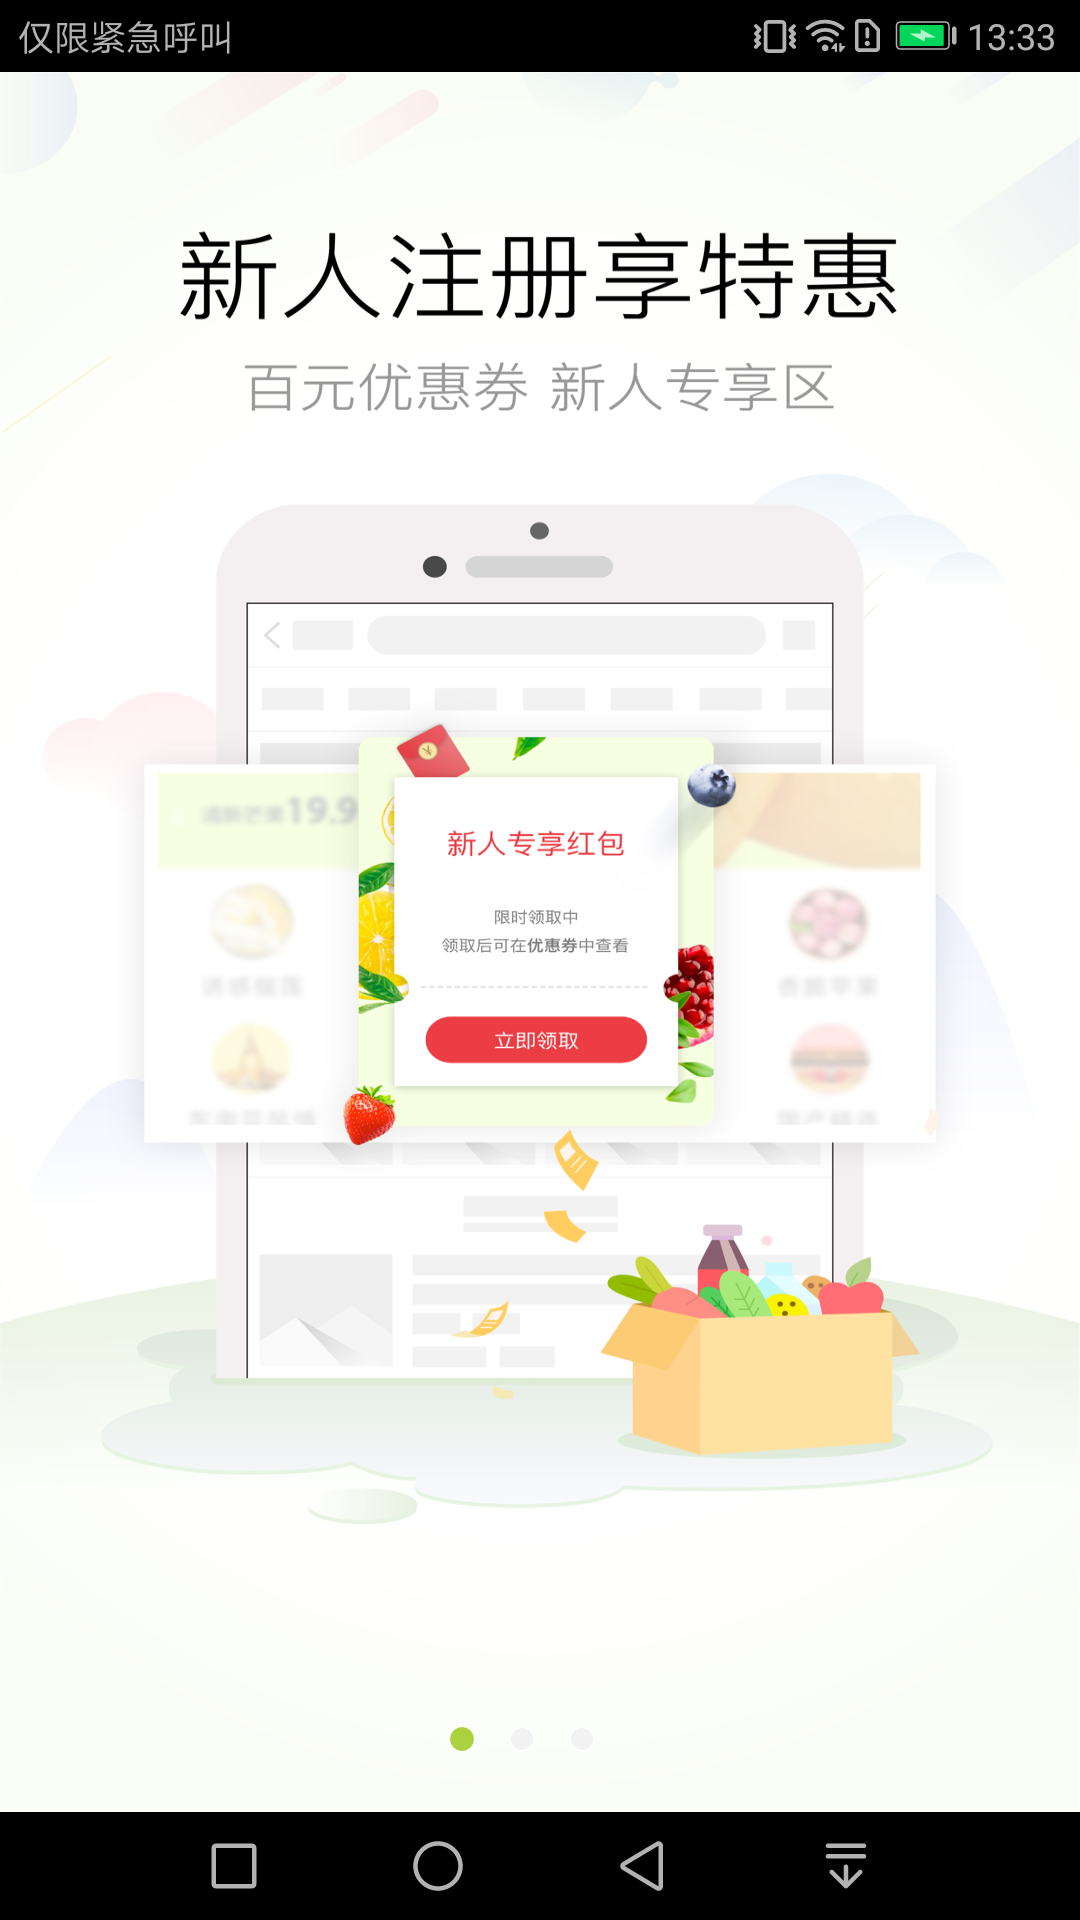 仅限紧急呼叫
13:33
新人注册享特惠
百元优惠券 新人专享区
19.9
新人专享红包
限时领取中
领取后可在优惠券中查看
立即领取